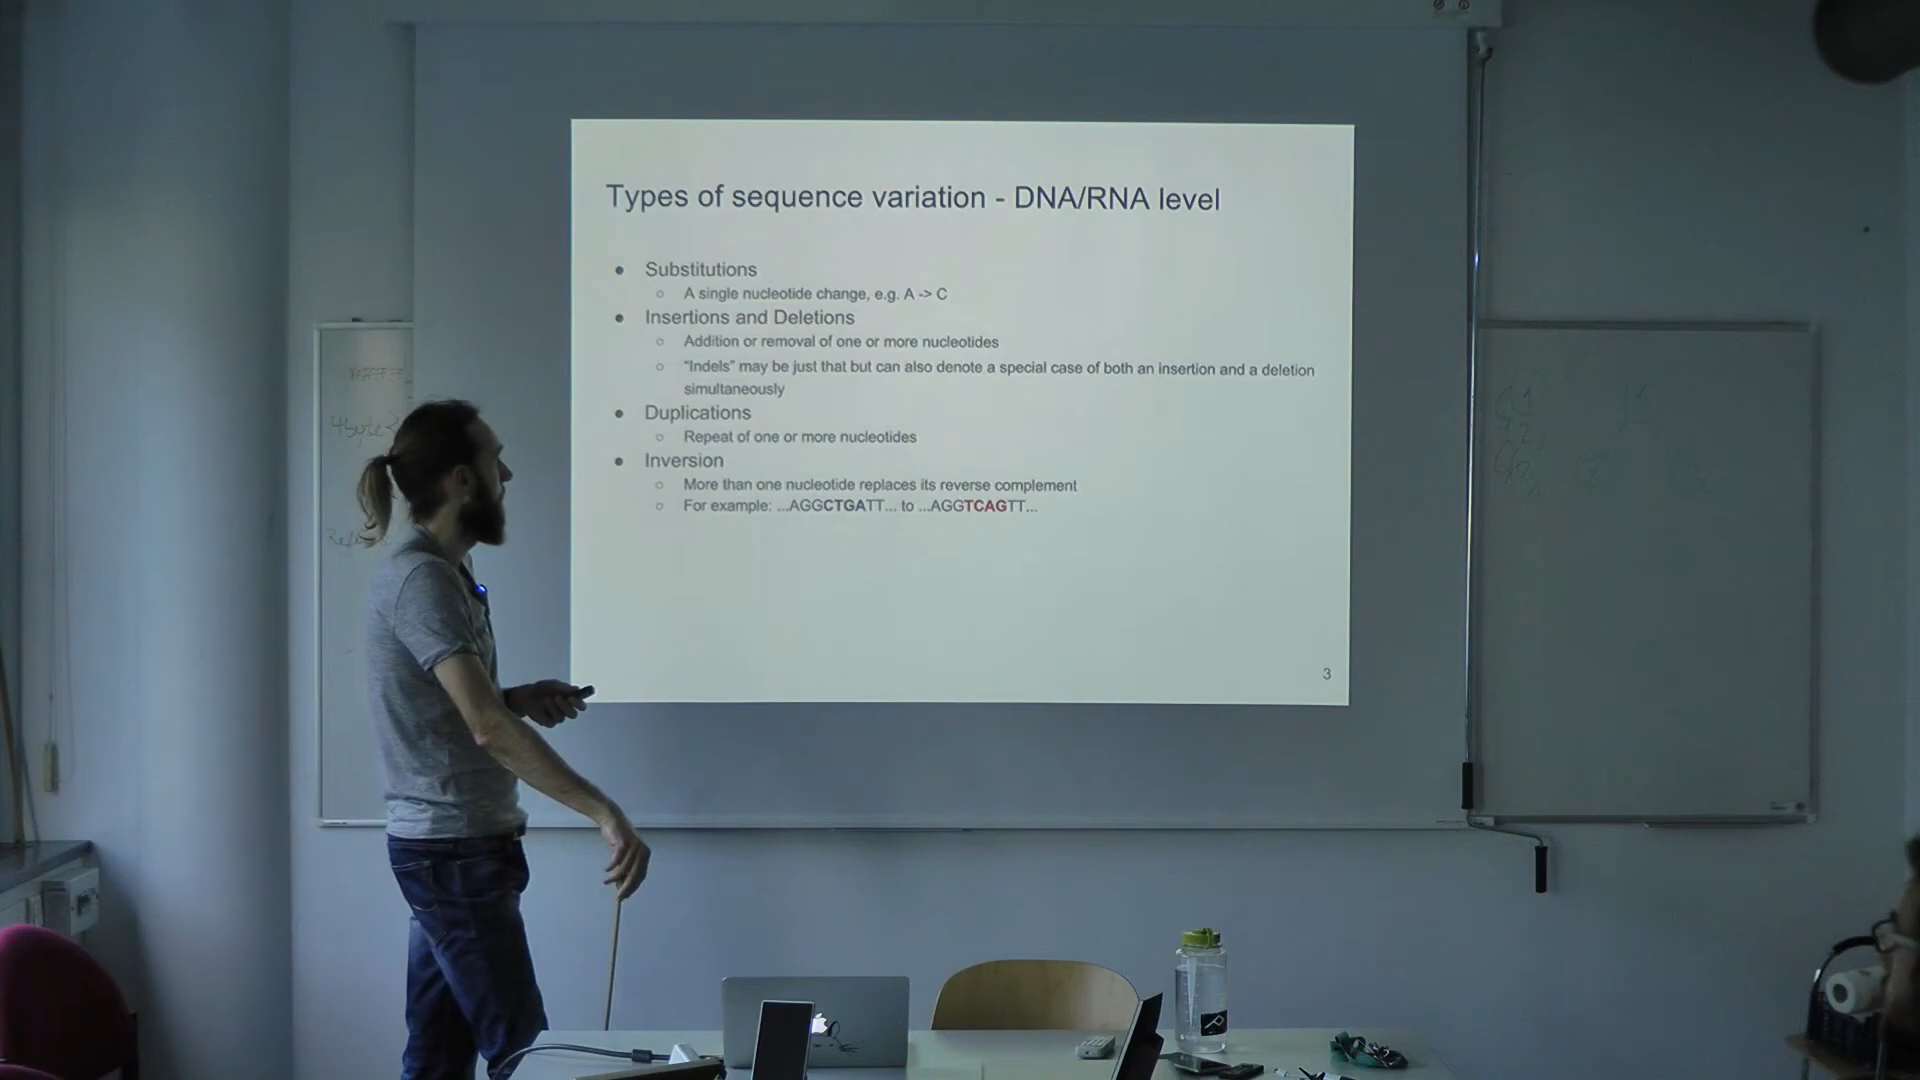 Types of sequence variation - DNA/RNA level
● Substitutions
○ A single nucleotide change, e.g. A -> C
● Insertions and Deletions
○ Addition or removal of one or more nucleotides
○ “Indels” may be just that but can also denote a special case of both an insertion and a deletion
simultaneously
● Duplications
○ Repeat of one or more nucleotides
● Inversion
○ More than one nucleotide replaces its reverse complement
○ For example: ...AGGCTGATT... to ...AGGTCAGTT...
3